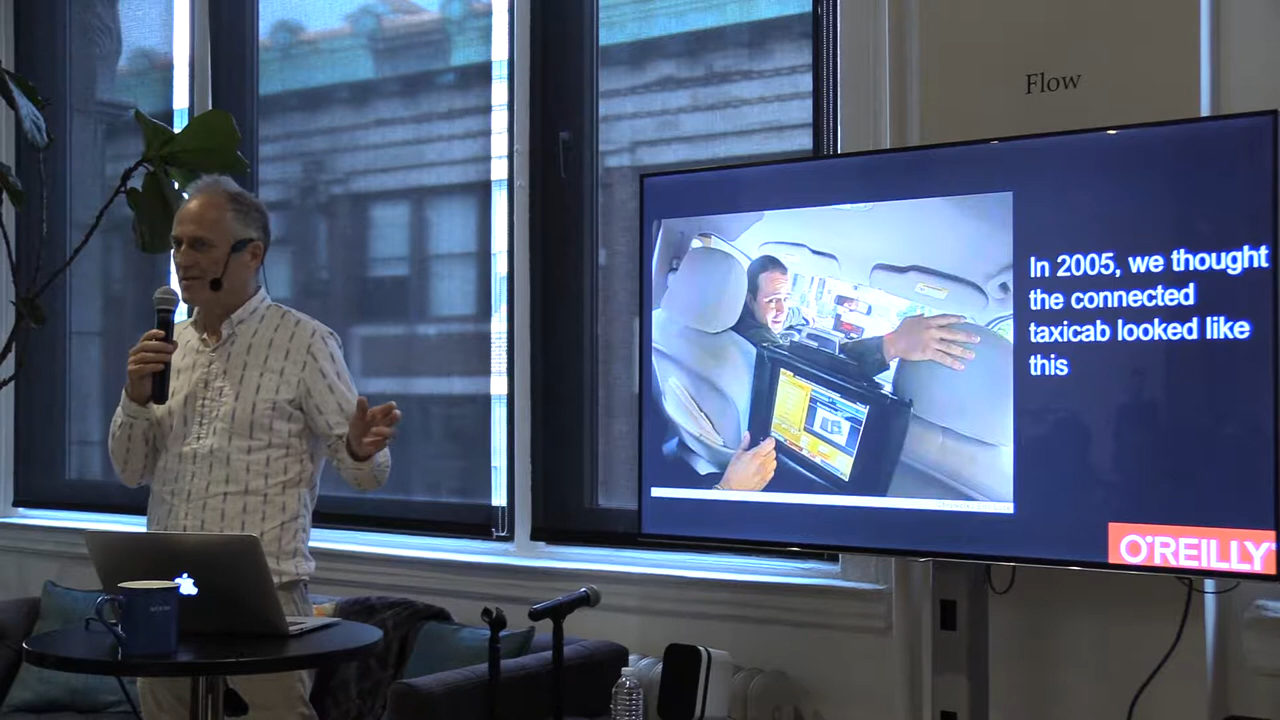 Flow
In 2005, we thought
the connected
taxicab looked like
this
O'REILLY